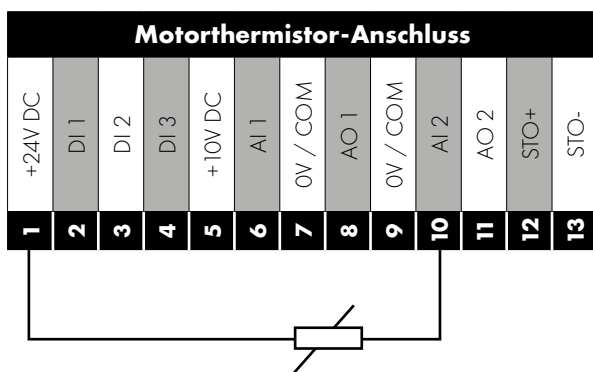 Motorthermistor-Anschluss
+24V DC
DI 1
DI 2
DI 3
+10V DC
AI 1
0V / COM
AO 1
0V / COM
AI 2
AO 2
STO+
STO-
1 2 3 4 5 6 7 8 9 10 11 12 13